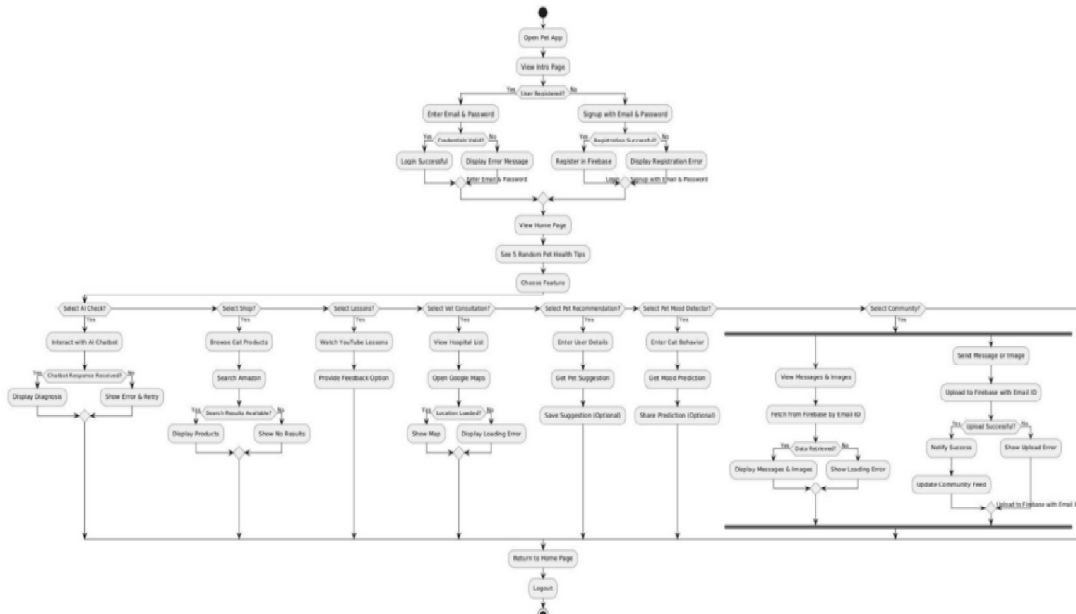 Open Pet App
View Intro Page
Yes
User Registered?
No
Enter Email & Password
Signup with Email & Password
Yes
Credentials Valid?
No
Yes
Registration Successful?
No
Login Successful
Display Error Message
Register in Firebase
Display Registration Error
Enter Email & Password
Login
Signup with Email & Password
View Home Page
See 5 Random Pet Health Tips
Choose Feature
Select AI Check?
Select Shop?
Select Lessons?
Select Vet Consultation?
Select Pet Recommendation?
Select Pet Mood Detector?
Select Community?
Yes
Yes
Yes
Yes
Yes
Yes
Yes
Interact with AI Chatbot
Browse Cat Products
Watch YouTube Lessons
View Hospital List
Enter User Details
Enter Cat Behavior
View Messages & Images
Send Message or Image
Yes
Chatbot Response Received?
No
Search Amazon
Provide Feedback Option
Open Google Maps
Get Pet Suggestion
Get Mood Prediction
Upload to Firebase with Email ID
Display Diagnosis
Show Error & Retry
Yes
Search Results Available?
No
Yes
Location Loaded?
No
Save Suggestion (Optional)
Share Prediction (Optional)
Fetch from Firebase by Email ID
Yes
Upload Successful?
No
Display Products
Show No Results
Show Map
Display Loading Error
Yes
Data Retrieved?
No
Notify Success
Show Upload Error
Display Messages & Images
Show Loading Error
Update Community Feed
Upload to Firebase with Email
Return to Home Page
Logout